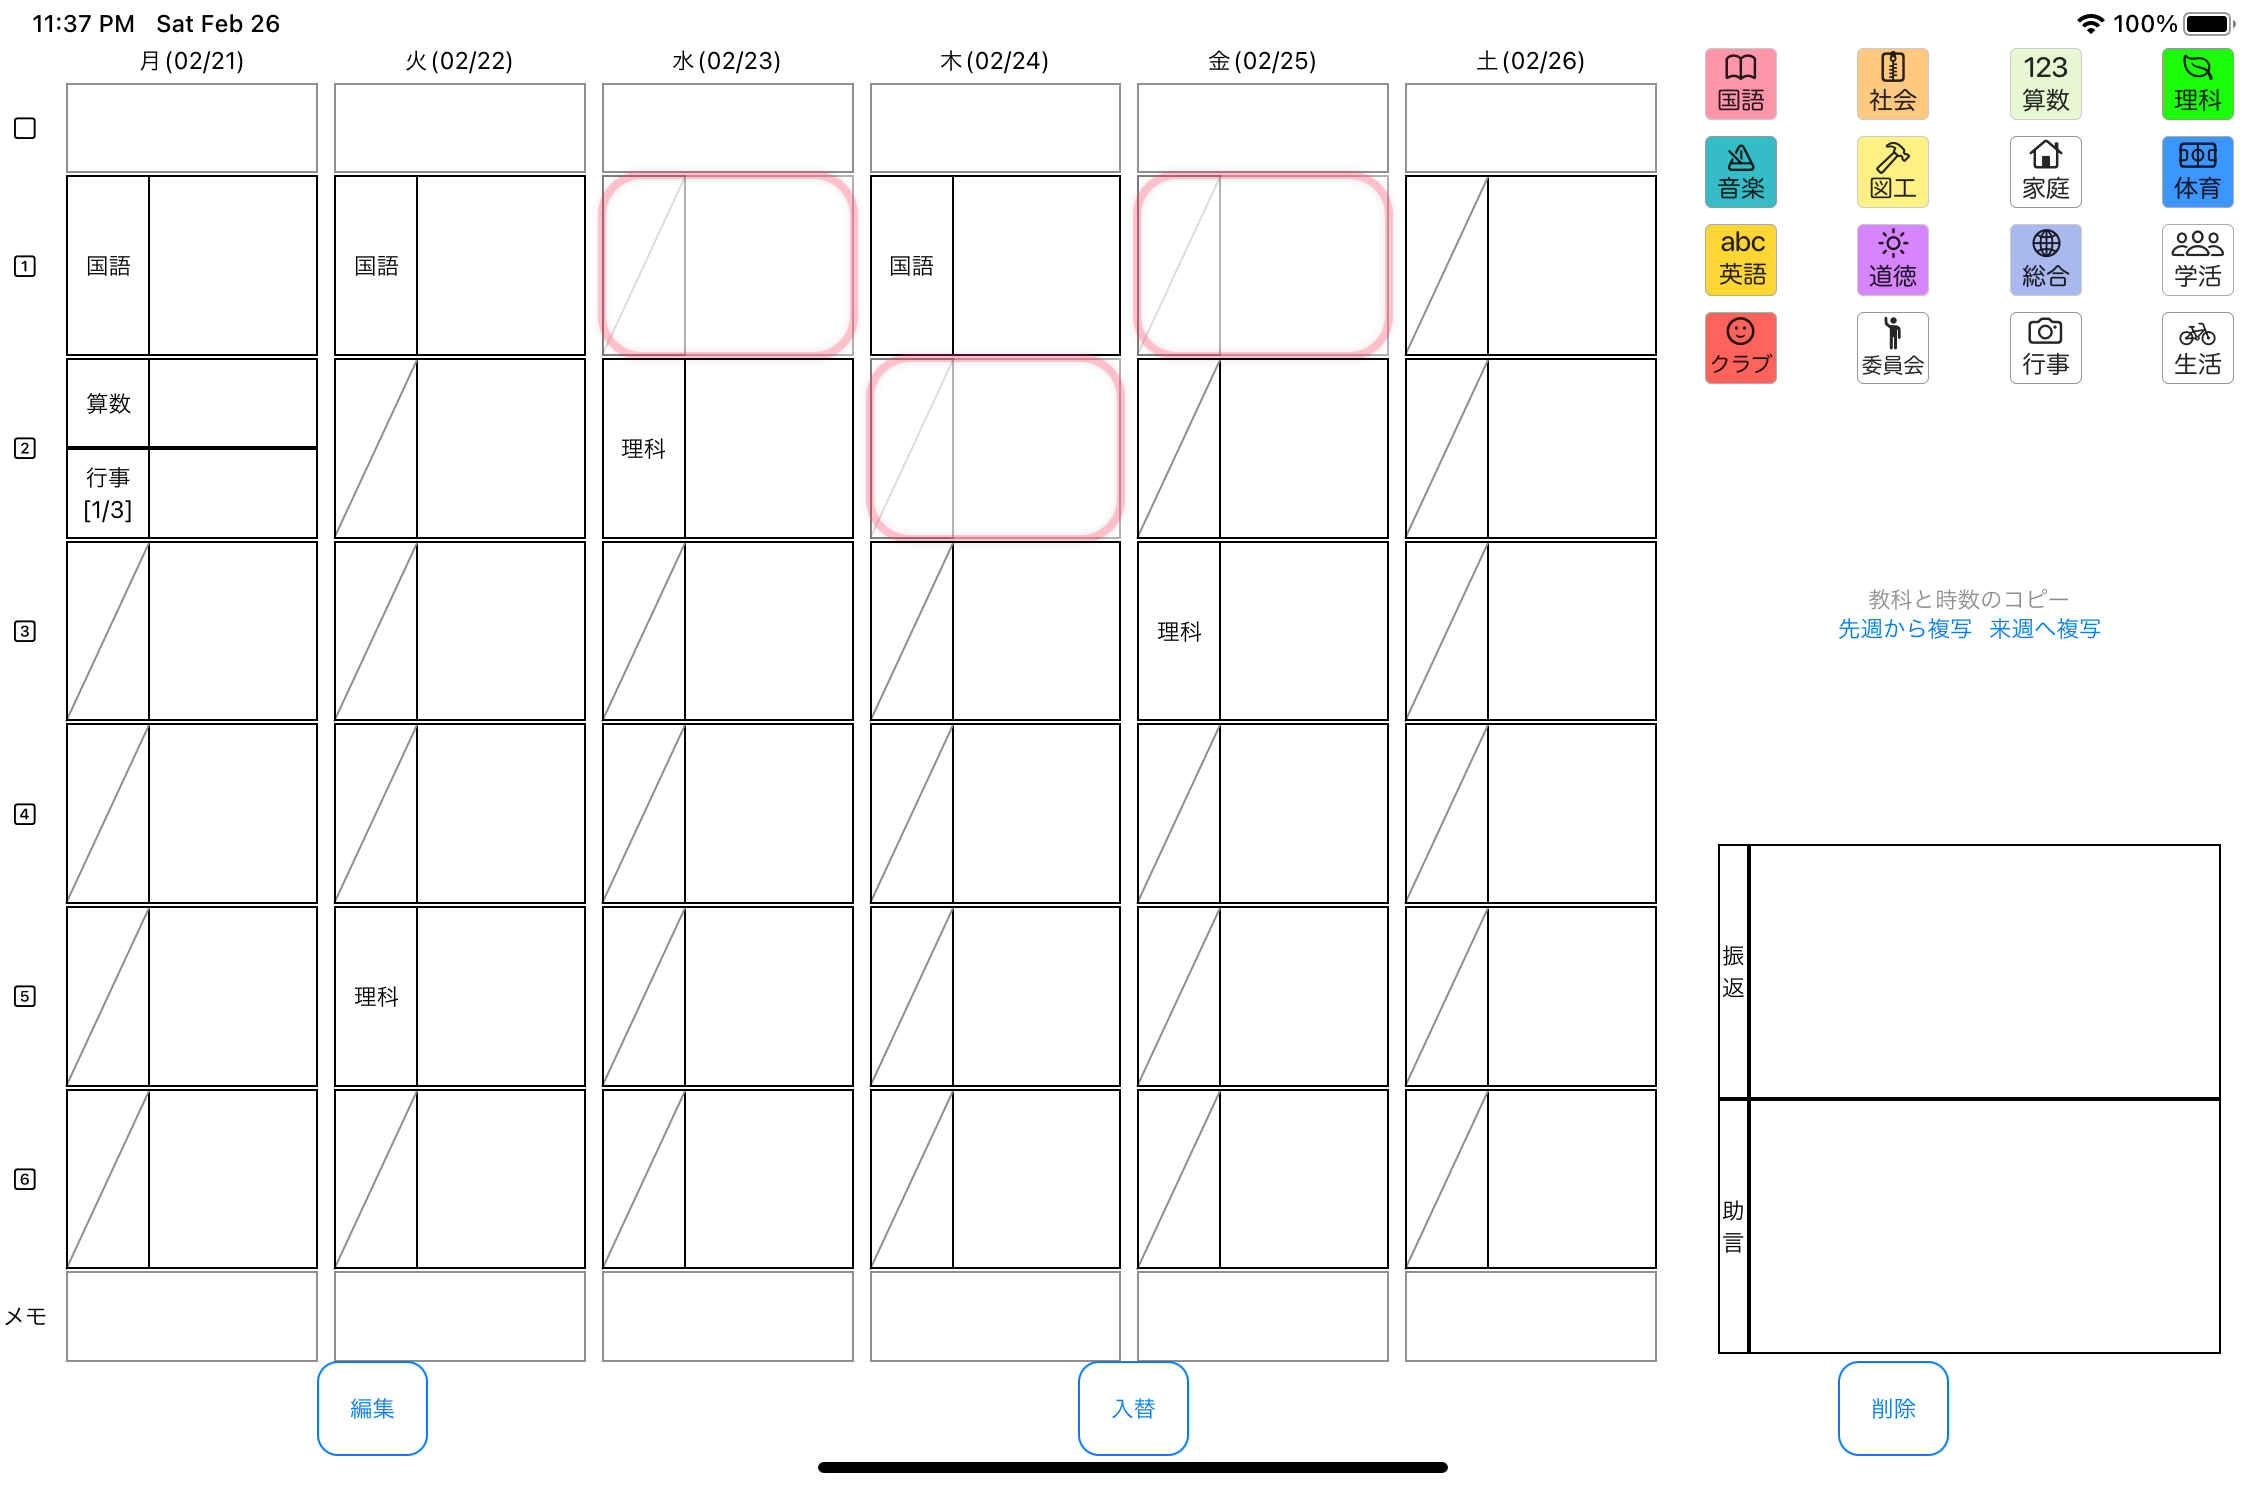 11:37 PM Sat Feb 26
100%
月(02/21) 火(02/22) 水(02/23) 木(02/24) 金(02/25) 土(02/26)
1
国語 国語 国語
2
算数
行事
[1/3]
理科
3
理科
4
5
理科
6
メモ
国語 社会 123 算数 理科
音楽 図工 家庭 体育
abc 英語 道徳 総合 学活
クラブ 委員会 行事 生活
教科と時数のコピー
先週から複写 来週へ複写
振返
助言
編集 入替 削除